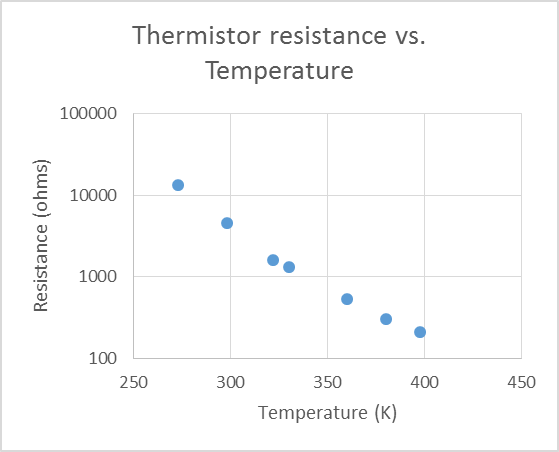 Thermistor resistance vs.
Temperature
100000
10000
1000
100
Resistance (ohms)
250 300 350 400 450
Temperature (K)